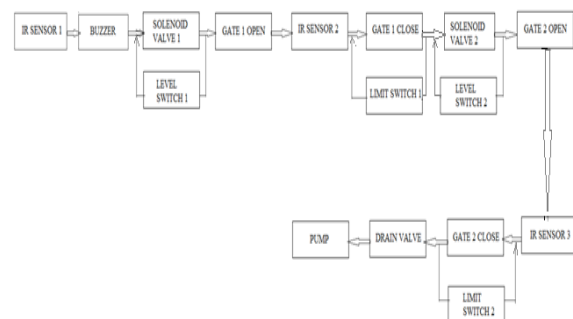 IR SENSOR 1
BUZZER
SOLENOID
VALVE 1
GATE 1 OPEN
IR SENSOR 2
GATE 1 CLOSE
SOLENOID
VALVE 2
GATE 2 OPEN
LEVEL
SWITCH 1
LIMIT SWITCH 1
LEVEL
SWITCH 2
PUMP
DRAIN VALVE
GATE 2 CLOSE
IR SENSOR 3
LIMIT
SWITCH 2